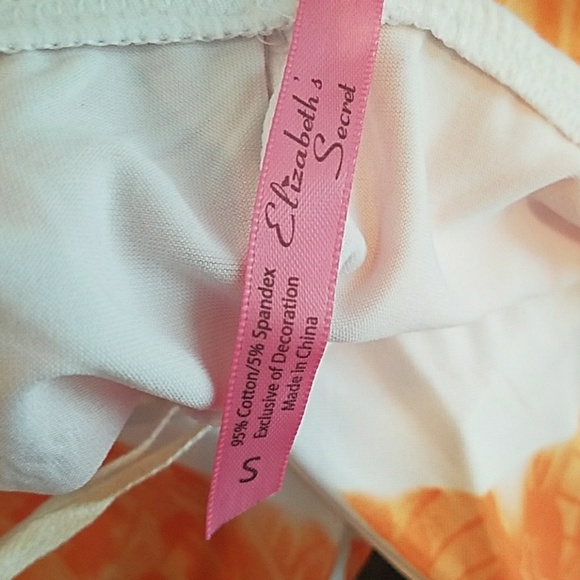 Elizabeth's
Secret
95% Cotton/5% Spandex
Exclusive of Decoration
Made in China
S